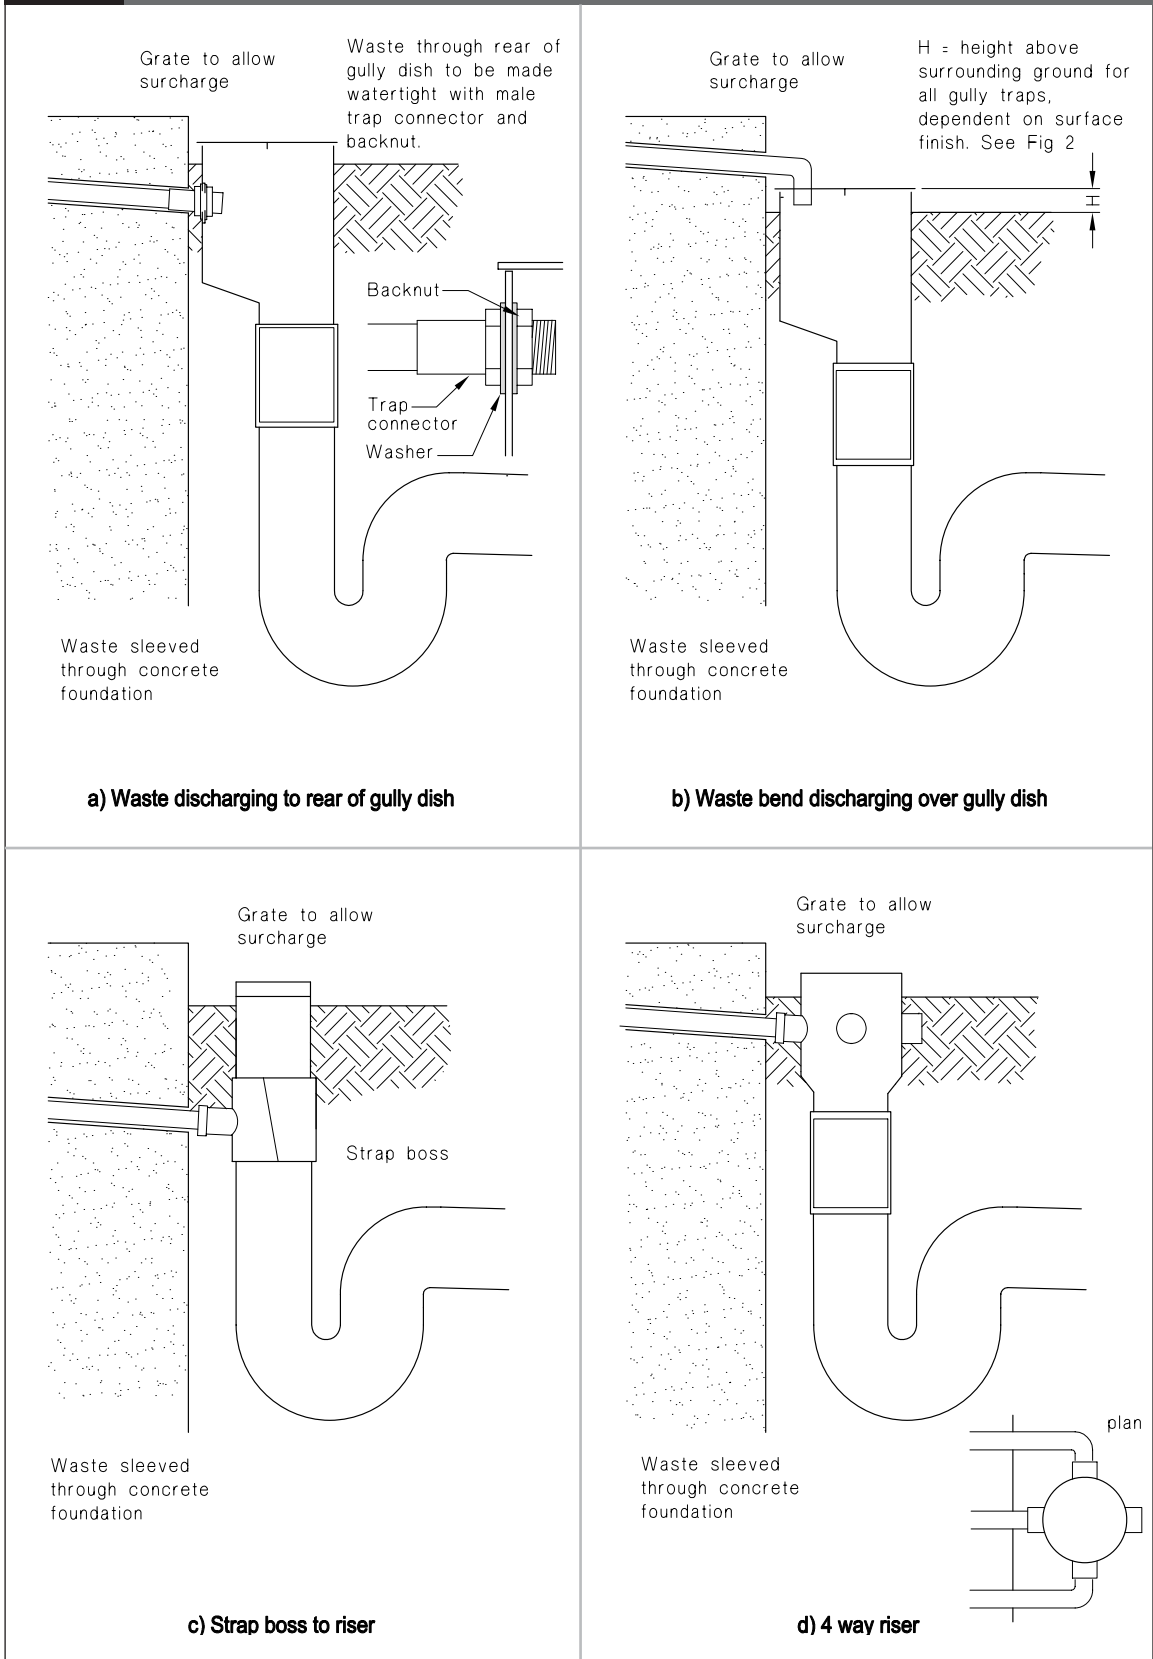 Grate to allow
surcharge
Waste through rear of
gully dish to be made
watertight with male
trap connector and
backnut.
Backnut
Trap
connector
Washer
Waste sleeved
through concrete
foundation
a) Waste discharging to rear of gully dish
Grate to allow
surcharge
H = height above
surrounding ground for
all gully traps,
dependent on surface
finish. See Fig 2
H
Waste sleeved
through concrete
foundation
b) Waste bend discharging over gully dish
Grate to allow
surcharge
Strap boss
Waste sleeved
through concrete
foundation
c) Strap boss to riser
Grate to allow
surcharge
Waste sleeved
through concrete
foundation
plan
d) 4 way riser